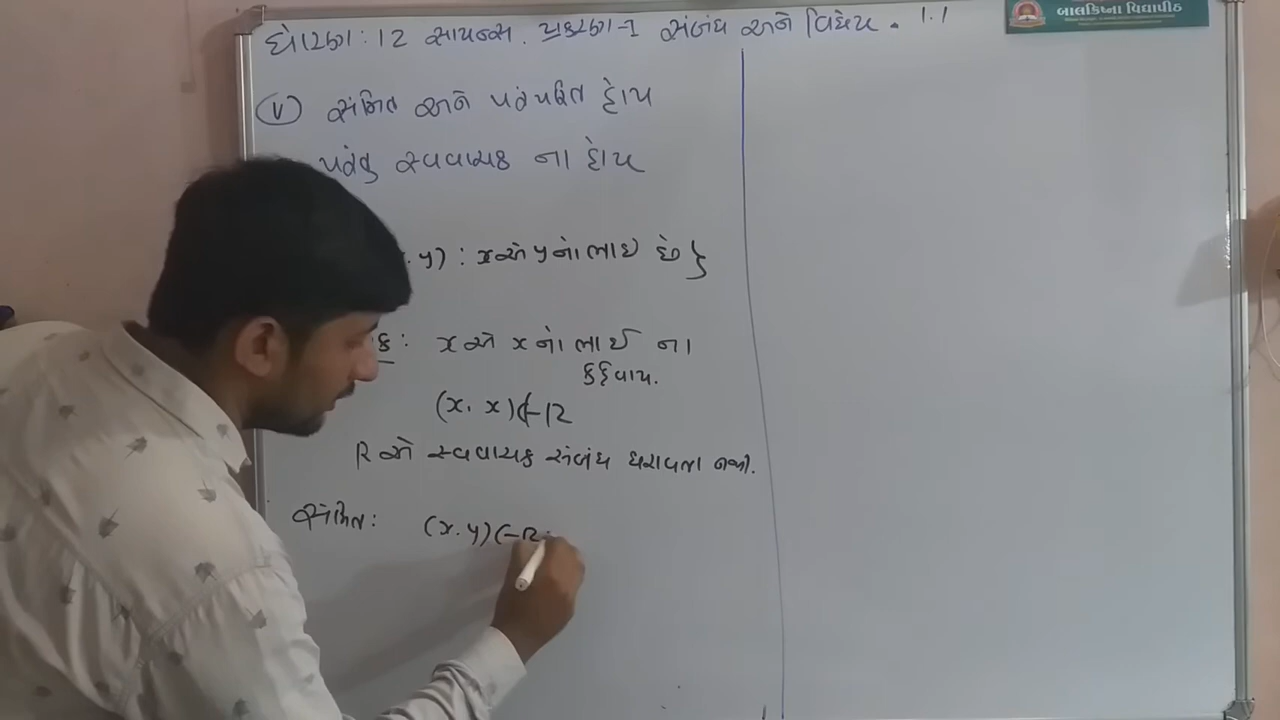 ધોરણ : 12 સાયન્સ. પ્રકરણ-1 સંબંધ અને વિધેય. 1.1
બાલકિષ્ના વિદ્યાપીઠ
(V) સંમિત અને પરંપરિત હોય
પરંતુ સ્વવાચક ના હોય
. y) : x એ y નો ભાઈ છે}
ક : x એ x નો ભાઈ ના
કહેવાય.
(x. x) ∉ R
R એ સ્વવાચક સંબંધ ધરાવતા નથી.
સંમિત : (x. y) ∈ R